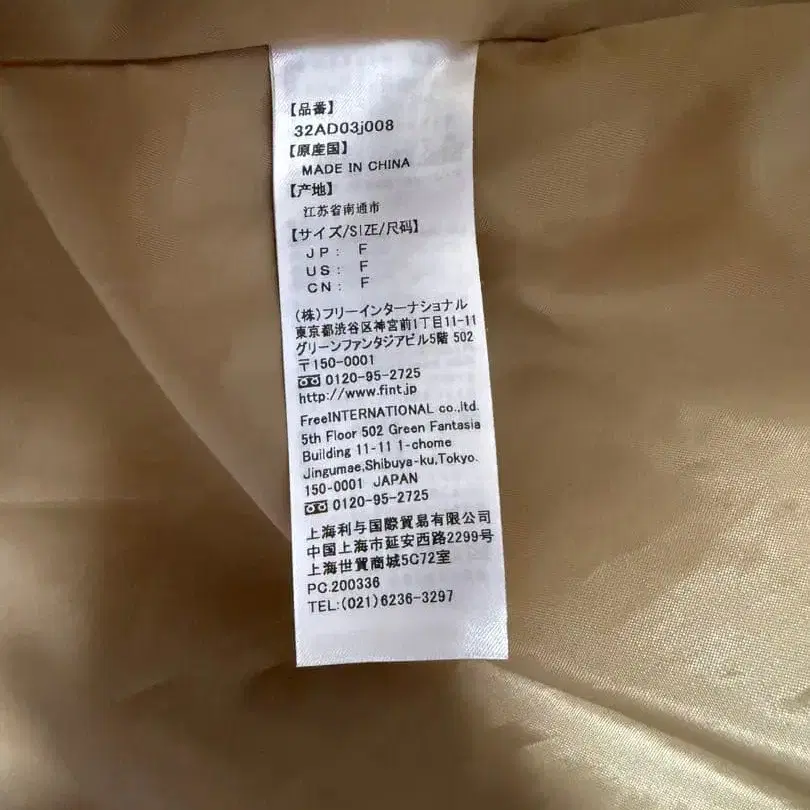 【品番】
32AD03j008
【原産国】
MADE IN CHINA
【产地】
江苏省南通市
【サイズ/SIZE/尺码】
JP: F
US: F
CN: F
(株)フリーインターナショナル
東京都渋谷区神宮前1丁目11-11
グリーンファンタジアビル5階 502
〒150-0001
0120-95-2725
http://www.fint.jp
FreeINTERNATIONAL co.,ltd.
5th Floor 502 Green Fantasia
Building 11-11 1-chome
Jingumae,Shibuya-ku,Tokyo.
150-0001 JAPAN
0120-95-2725
上海利与国際貿易有限公司
中国上海市延安西路2299号
上海世貿商城5C72室
PC.200336
TEL:(021)6236-3297